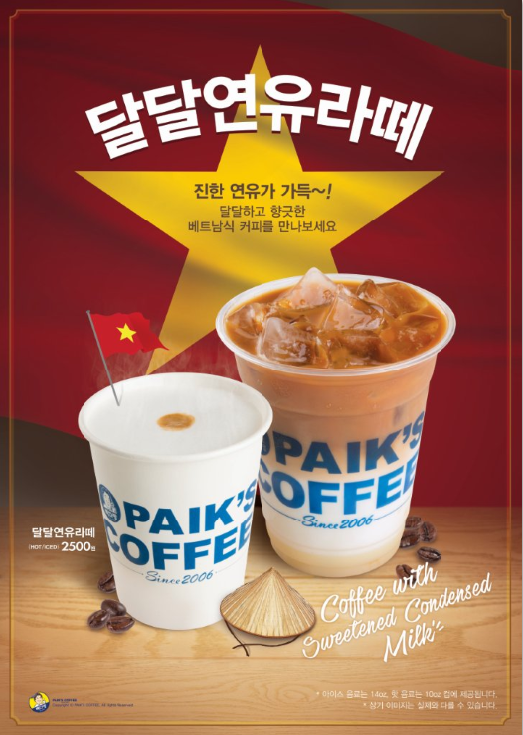 달달연유라떼
진한 연유가 가득~!
달달하고 향긋한
베트남식 커피를 만나보세요
PAIK'S
COFFEE
Since 2006
PAIK'S
COFFEE
Since 2006
달달연유라떼
(HOT/ICED) 2500원
Coffee with
Sweetened Condensed
Milk
* 아이스 음료는 14oz, 핫 음료는 10oz 컵에 제공됩니다.
* 상기 이미지는 실제와 다를 수 있습니다.